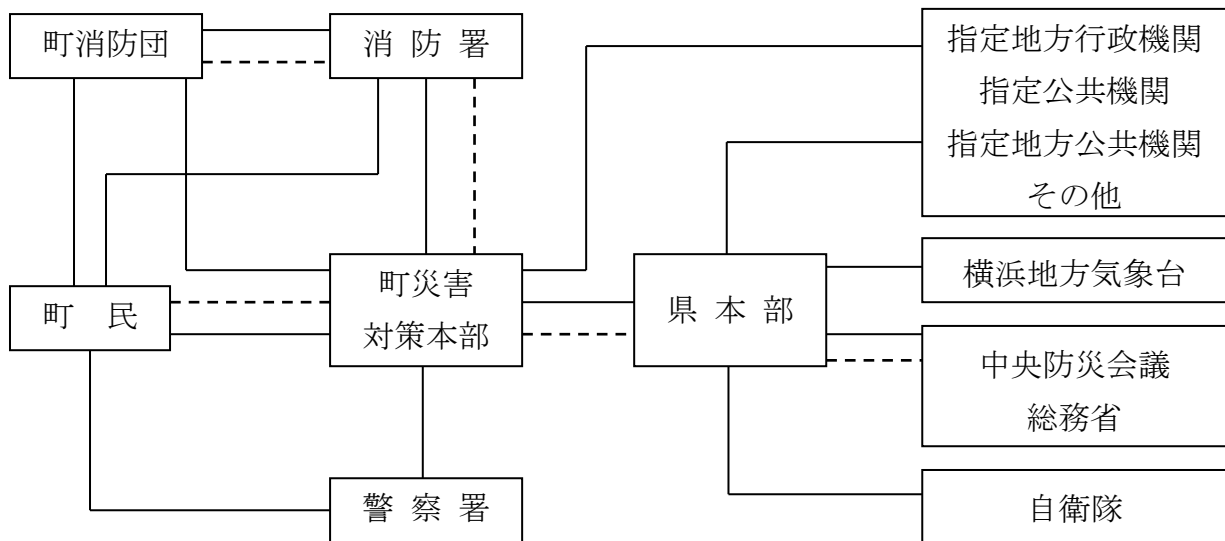 町消防団
消防署
指定地方行政機関
指定公共機関
指定地方公共機関
その他
町民
町災害
対策本部
県本部
横浜地方気象台
中央防災会議
総務省
警察署
自衛隊